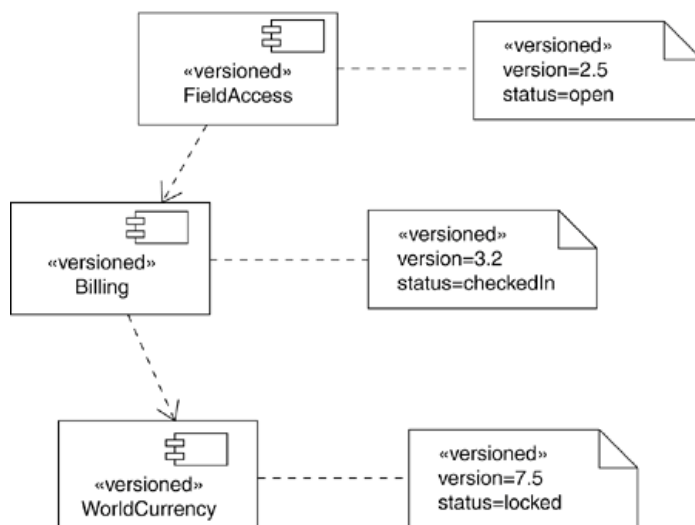 «versioned»
FieldAccess
«versioned»
version=2.5
status=open
«versioned»
Billing
«versioned»
version=3.2
status=checkedIn
«versioned»
WorldCurrency
«versioned»
version=7.5
status=locked